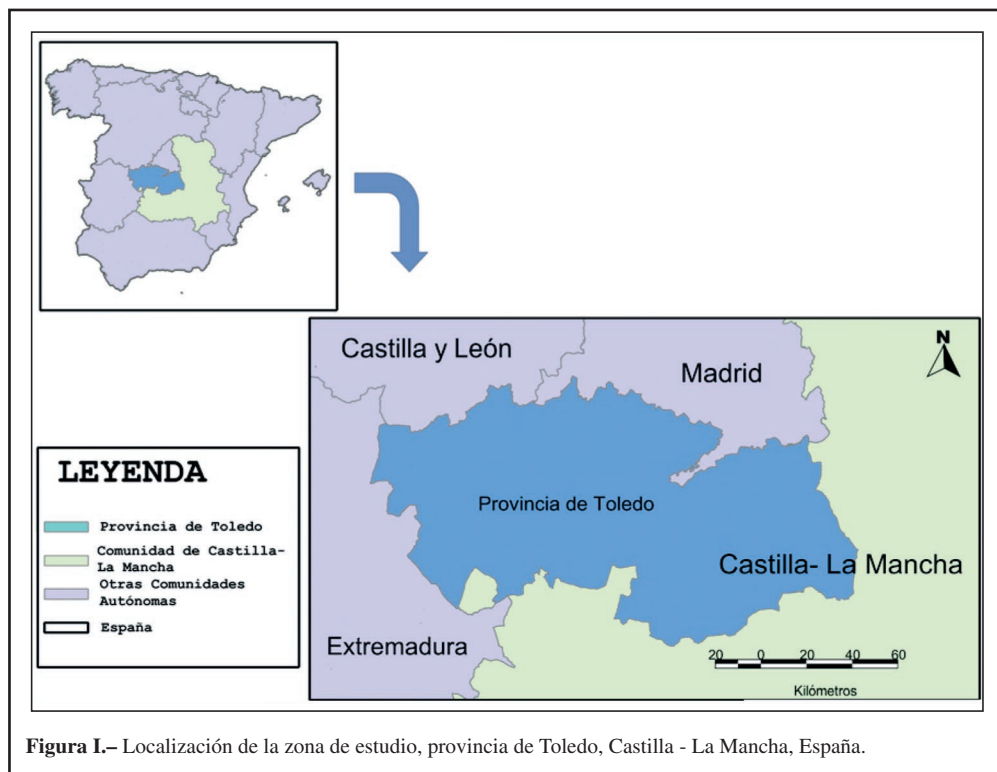 Castilla y León
Madrid
N
Provincia de Toledo
Castilla- La Mancha
Extremadura
20 0 20 40 60
Kilómetros
LEYENDA
Provincia de Toledo
Comunidad de Castilla-
La Mancha
Otras Comunidades
Autónomas
España
Figura I.– Localización de la zona de estudio, provincia de Toledo, Castilla - La Mancha, España.